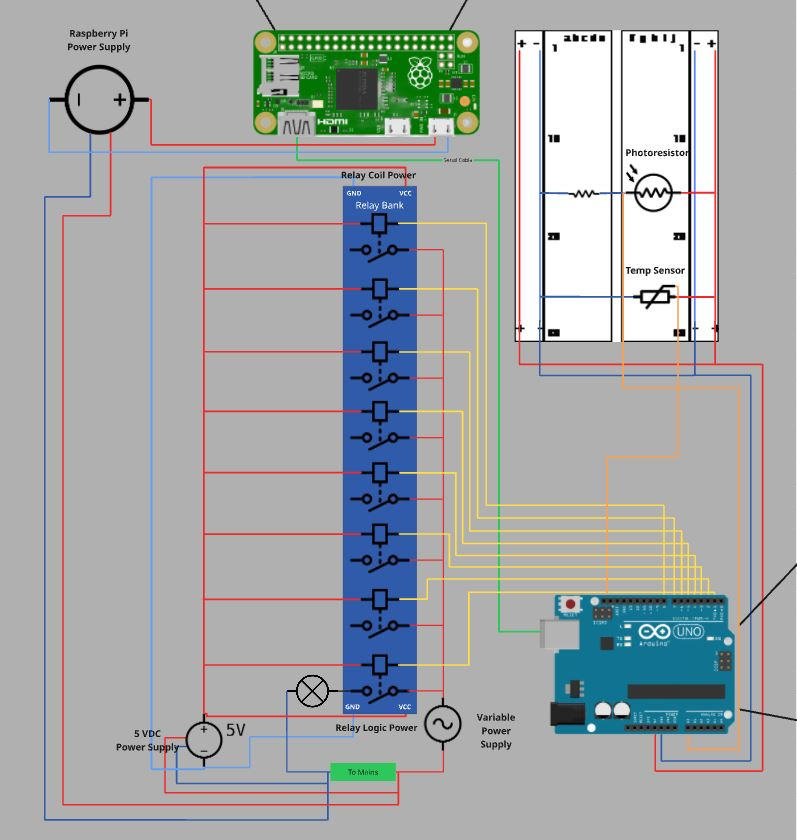 Raspberry Pi
Power Supply
HDMI
Serial Cable
Relay Coil Power
GND
VCC
Relay Bank
+
-
a b c d e
f g h i j
-
+
1
1
10
10
Photoresistor
20
20
Temp Sensor
RESET
UNO
Arduino
GND
VCC
Relay Logic Power
5V
5 VDC
Power Supply
Variable
Power
Supply
To Mains